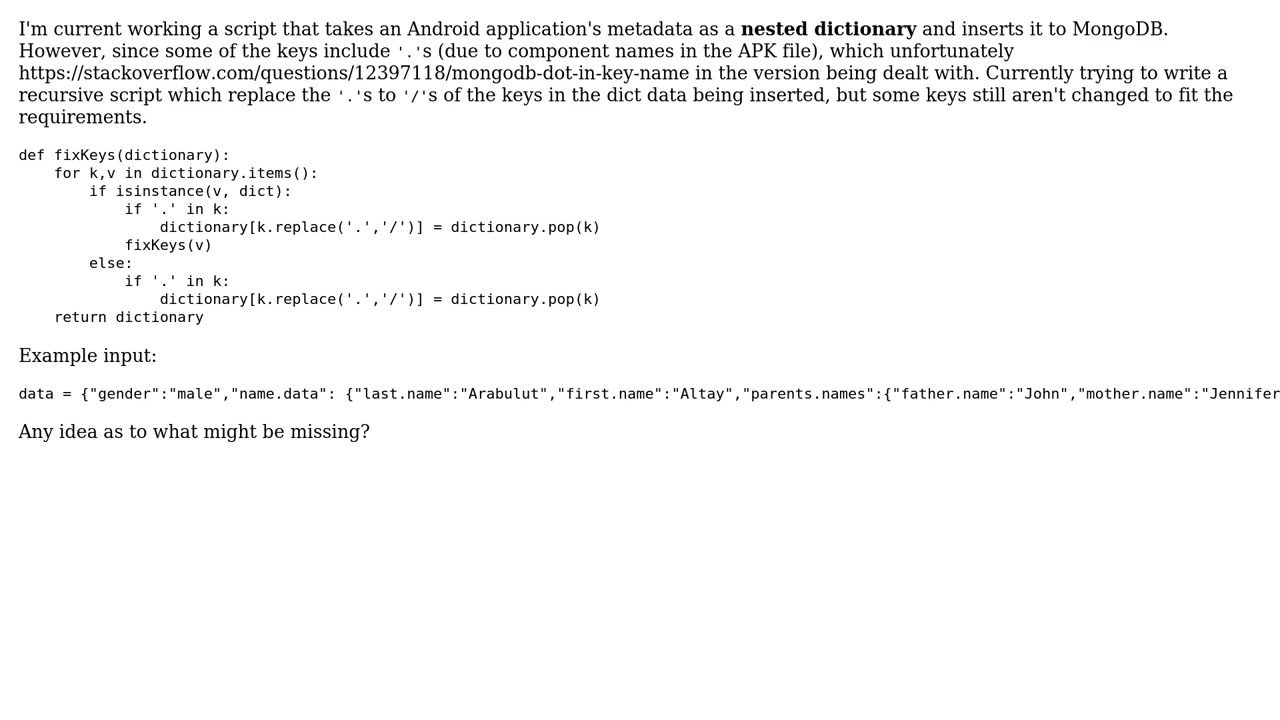 I'm current working a script that takes an Android application's metadata as a nested dictionary and inserts it to MongoDB.
However, since some of the keys include '.'s (due to component names in the APK file), which unfortunately
https://stackoverflow.com/questions/12397118/mongodb-dot-in-key-name in the version being dealt with. Currently trying to write a
recursive script which replace the '.'s to '/'s of the keys in the dict data being inserted, but some keys still aren't changed to fit the
requirements.
def fixKeys(dictionary):
    for k,v in dictionary.items():
        if isinstance(v, dict):
            if '.' in k:
                dictionary[k.replace('.','/')] = dictionary.pop(k)
            fixKeys(v)
        else:
            if '.' in k:
                dictionary[k.replace('.','/')] = dictionary.pop(k)
    return dictionary
Example input:
data = {"gender":"male","name.data": {"last.name":"Arabulut","first.name":"Altay","parents.names":{"father.name":"John","mother.name":"Jennifer
Any idea as to what might be missing?